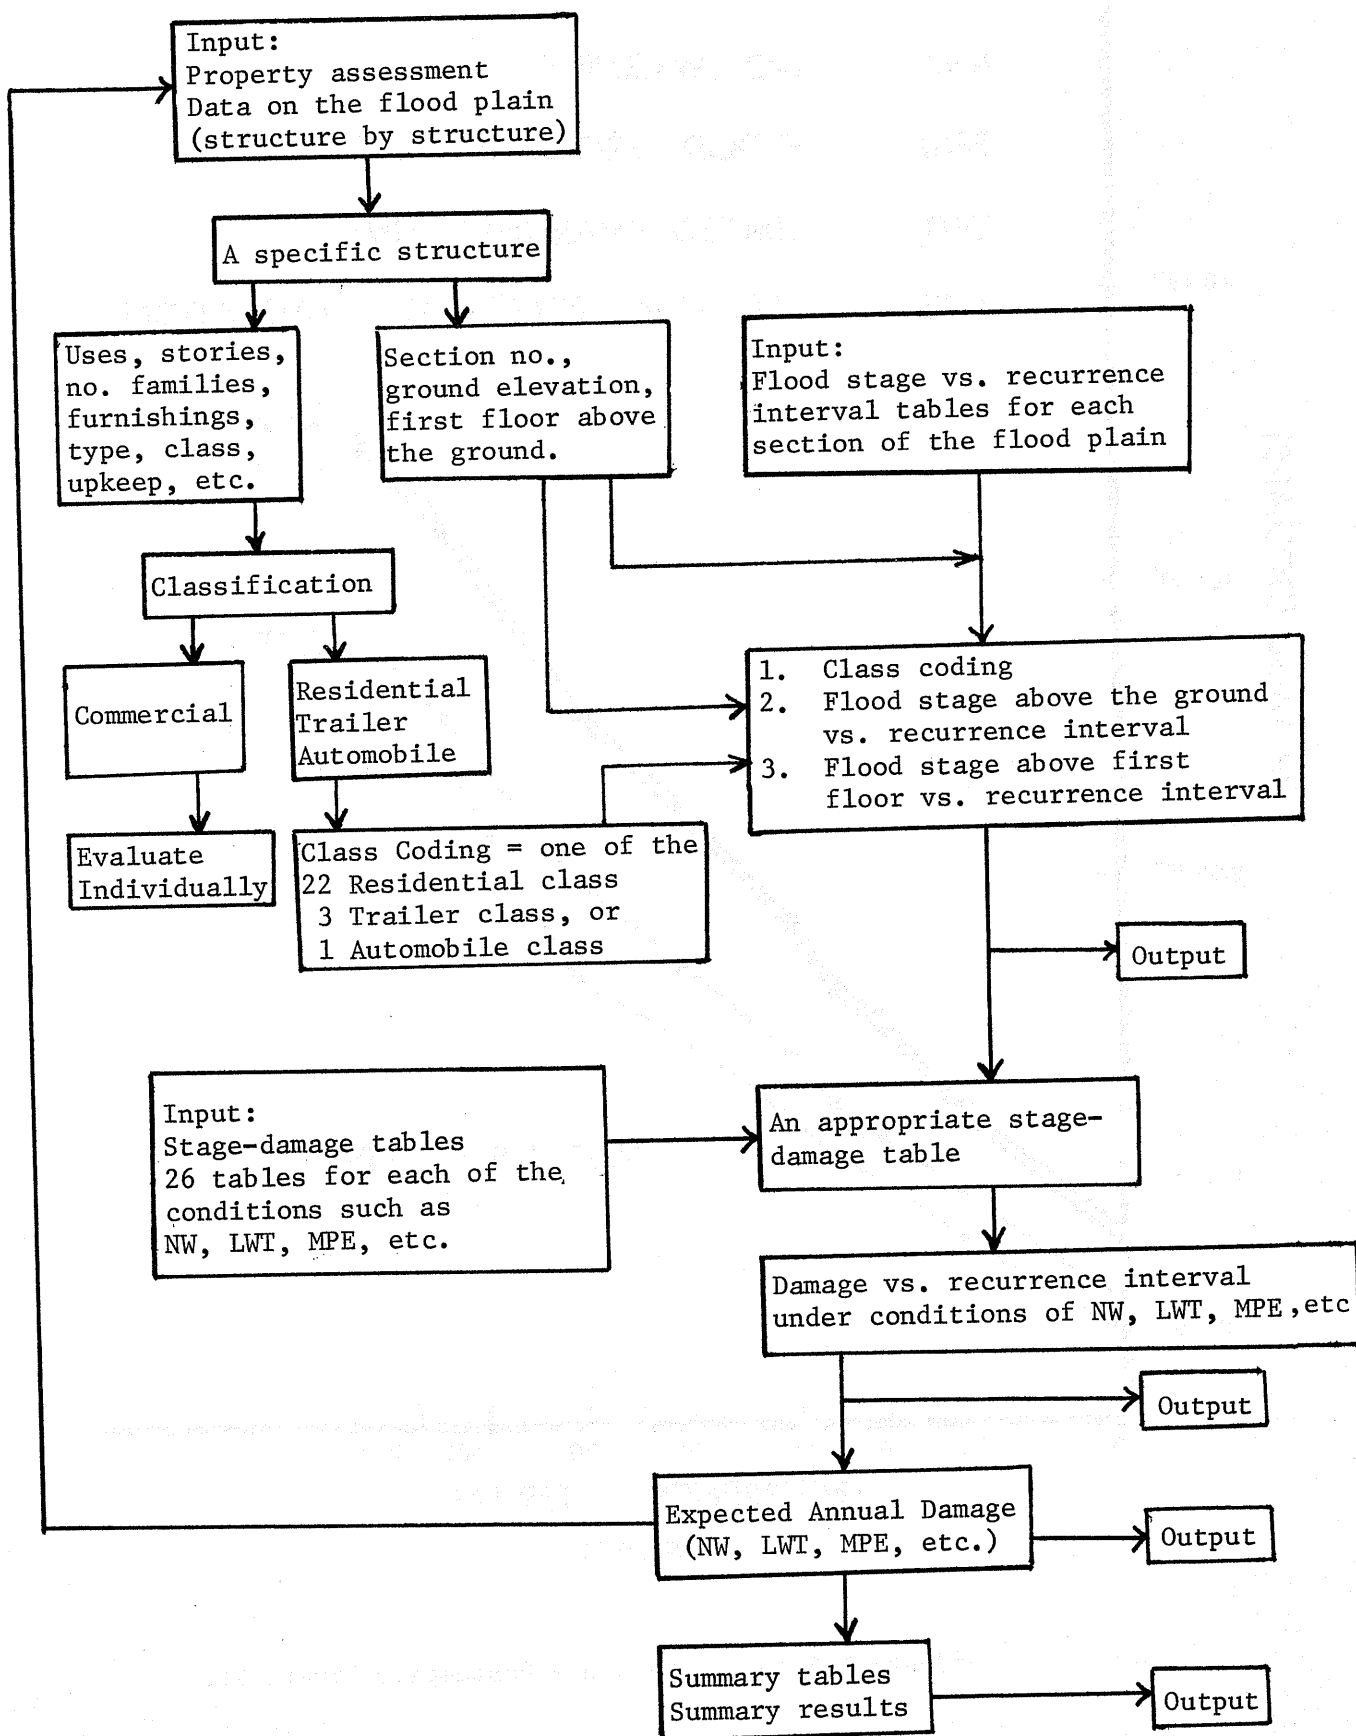 Input:
Property assessment
Data on the flood plain
(structure by structure)
A specific structure
Uses, stories,
no. families,
furnishings,
type, class,
upkeep, etc.
Section no.,
ground elevation,
first floor above
the ground.
Input:
Flood stage vs. recurrence
interval tables for each
section of the flood plain
Classification
Commercial
Residential
Trailer
Automobile
1. Class coding
2. Flood stage above the ground
vs. recurrence interval
3. Flood stage above first
floor vs. recurrence interval
Evaluate
Individually
Class Coding = one of the
22 Residential class
3 Trailer class, or
1 Automobile class
Output
Input:
Stage-damage tables
26 tables for each of the
conditions such as
NW, LWT, MPE, etc.
An appropriate stage-
damage table
Damage vs. recurrence interval
under conditions of NW, LWT, MPE ,etc
Output
Expected Annual Damage
(NW, LWT, MPE, etc.)
Output
Summary tables
Summary results
Output